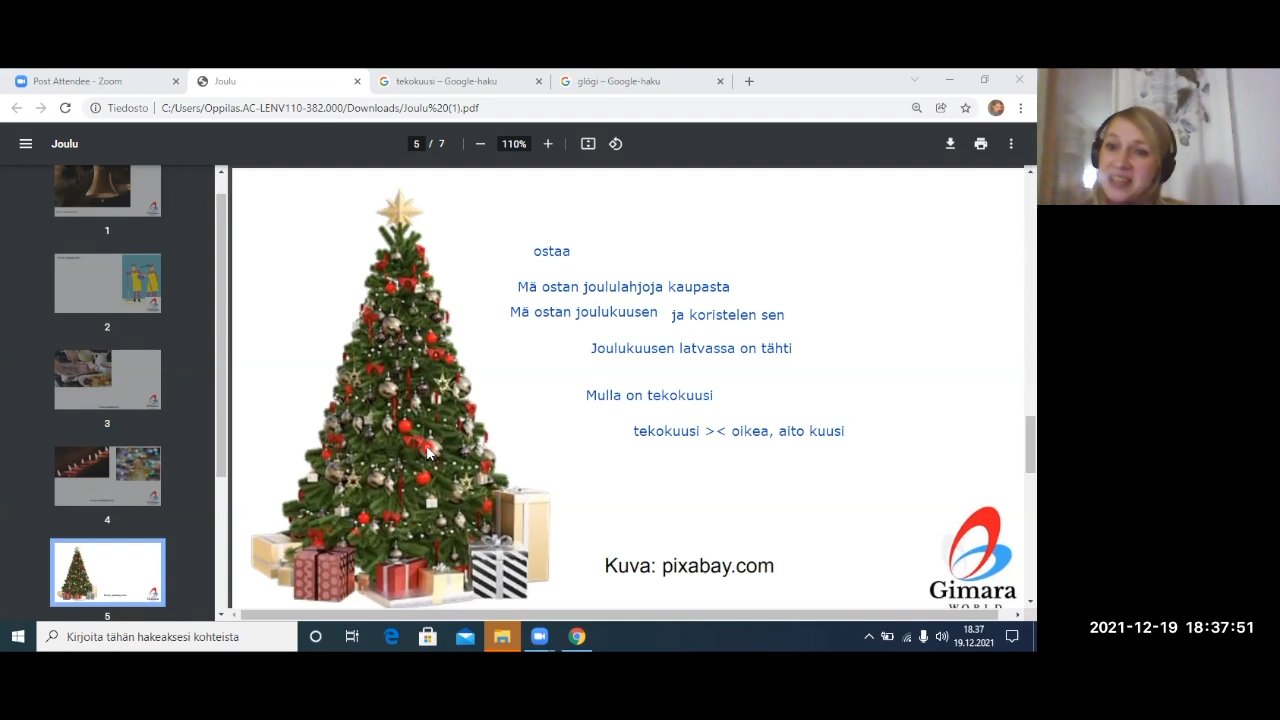 Post Attendee - Zoom
Joulu
tekokuusi – Google-haku
glögi – Google-haku
Tiedosto
C:/Users/Oppilas.AC-LENV110-382.000/Downloads/Joulu%20(1).pdf
Joulu
5 / 7
110%
1
2
3
4
5
ostaa
Mä ostan joululahjoja kaupasta
Mä ostan joulukuusen ja koristelen sen
Joulukuusen latvassa on tähti
Mulla on tekokuusi
tekokuusi >< oikea, aito kuusi
Kuva: pixabay.com
Gimara
WORLD
Kirjoita tähän hakeaksesi kohteista
18.37
19.12.2021
2021-12-19 18:37:51